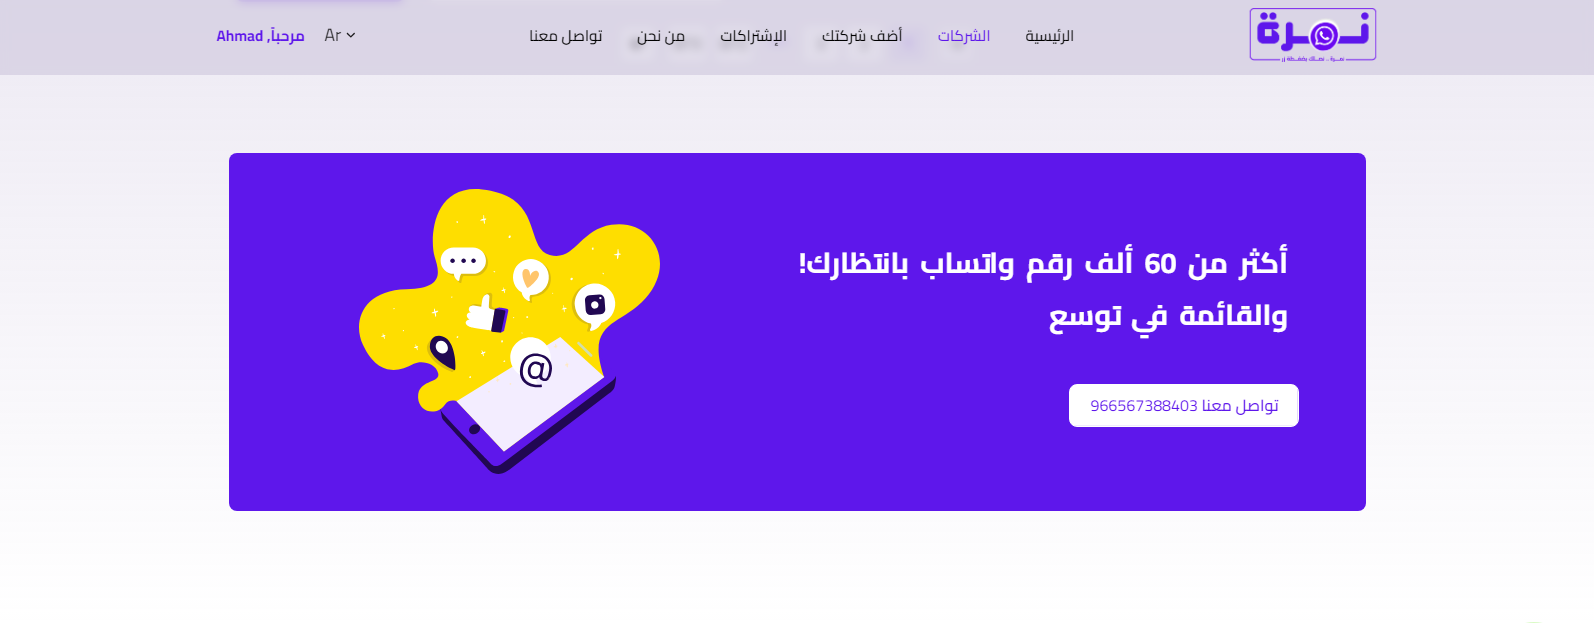 نمرة
الرئيسية
الشركات
أضف شركتك
الإشتراكات
من نحن
تواصل معنا
Ar
مرحباً, Ahmad
أكثر من 60 ألف رقم واتساب بانتظارك!
والقائمة في توسع
تواصل معنا 966567388403
@